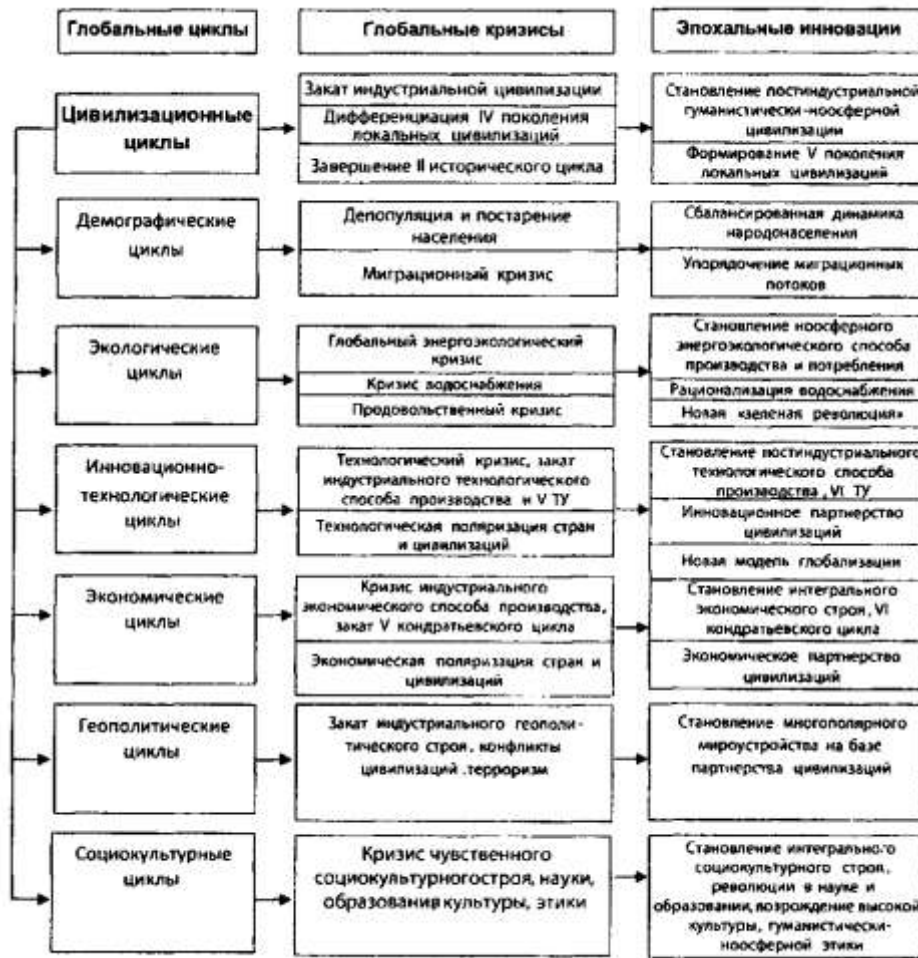 Глобальные циклы
Глобальные кризисы
Эпохальные инновации
Цивилизационные
циклы
Закат индустриальной цивилизации
Дифференциация IV поколения
локальных цивилизаций
Завершение II исторического цикла
Становление постиндустриальной
гуманистически-ноосферной
цивилизации
Формирование V поколения
локальных цивилизаций
Демографические
циклы
Депопуляция и постарение
населения
Миграционный кризис
Сбалансированная динамика
народонаселения
Упорядочение миграционных
потоков
Экологические
циклы
Глобальный энергоэкологический
кризис
Кризис водоснабжения
Продовольственный кризис
Становление ноосферного
энергоэкологического способа
производства и потребления
Рационализация водоснабжения
Новая «зеленая революция»
Инновационно-
технологические
циклы
Технологический кризис, закат
индустриального технологического
способа производства и V ТУ
Технологическая поляризация стран
и цивилизаций
Становление постиндустриального
технологического способа
производства, VI ТУ
Инновационное партнерство
цивилизаций
Новая модель глобализации
Экономические
циклы
Кризис индустриального
экономического способа производства,
закат V кондратьевского цикла
Экономическая поляризация стран и
цивилизаций
Становление интегрального
экономического строя, VI
кондратьевского цикла
Экономическое партнерство
цивилизаций
Геополитические
циклы
Закат индустриального геополи-
тического строя, конфликты
цивилизаций ,терроризм
Становление многополярного
мироустройства на базе
партнерства цивилизаций
Социокультурные
циклы
Кризис чувственного
социокультурногостроя, науки,
образования культуры, этики
Становление интегрального
социокультурного строя,
революции в науке и
образовании, возрождение высокой
культуры, гуманистически-
ноосферной этики